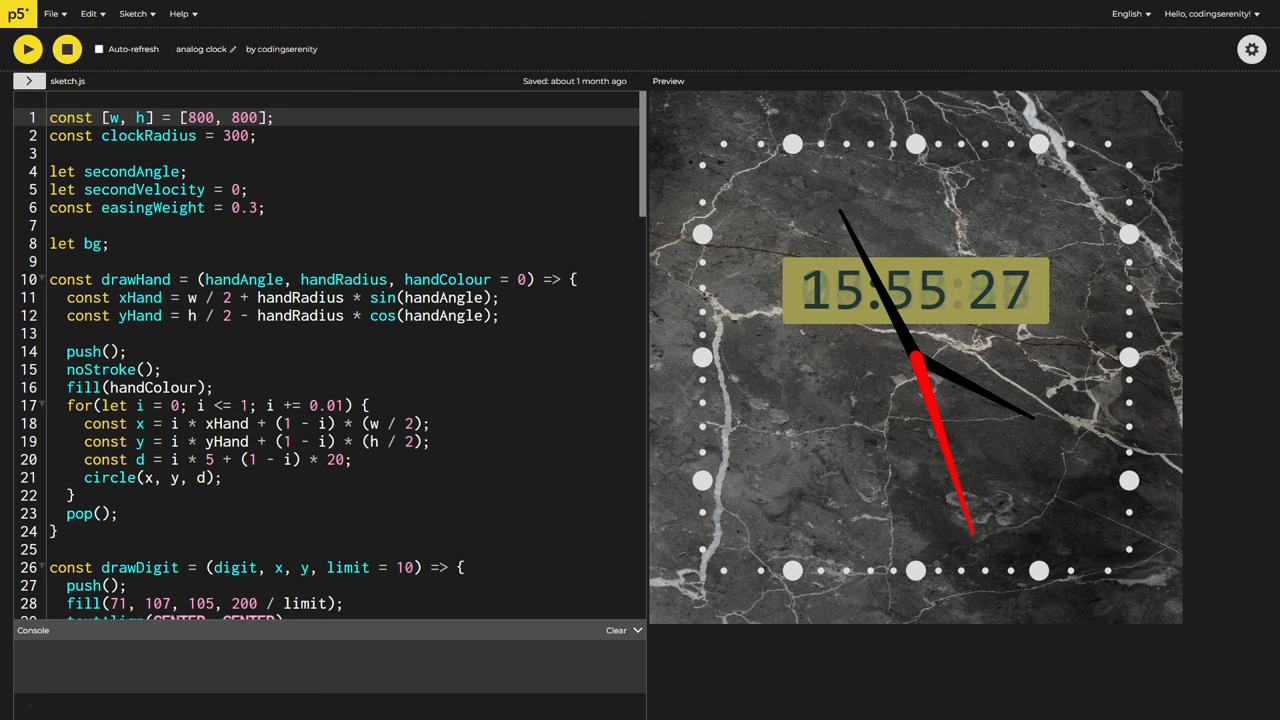 p5* File Edit Sketch Help English Hello, codingserenity!
Auto-refresh analog clock by codingserenity
sketch.js Saved: about 1 month ago Preview
1 const [w, h] = [800, 800];
2 const clockRadius = 300;
3
4 let secondAngle;
5 let secondVelocity = 0;
6 const easingWeight = 0.3;
7
8 let bg;
9
10 const drawHand = (handAngle, handRadius, handColour = 0) => {
11 const xHand = w / 2 + handRadius * sin(handAngle);
12 const yHand = h / 2 - handRadius * cos(handAngle);
13
14 push();
15 noStroke();
16 fill(handColour);
17 for(let i = 0; i <= 1; i += 0.01) {
18 const x = i * xHand + (1 - i) * (w / 2);
19 const y = i * yHand + (1 - i) * (h / 2);
20 const d = i * 5 + (1 - i) * 20;
21 circle(x, y, d);
22 }
23 pop();
24 }
25
26 const drawDigit = (digit, x, y, limit = 10) => {
27 push();
28 fill(71, 107, 105, 200 / limit);
textAlign(CENTER, CENTER)
15:55:27
Console Clear